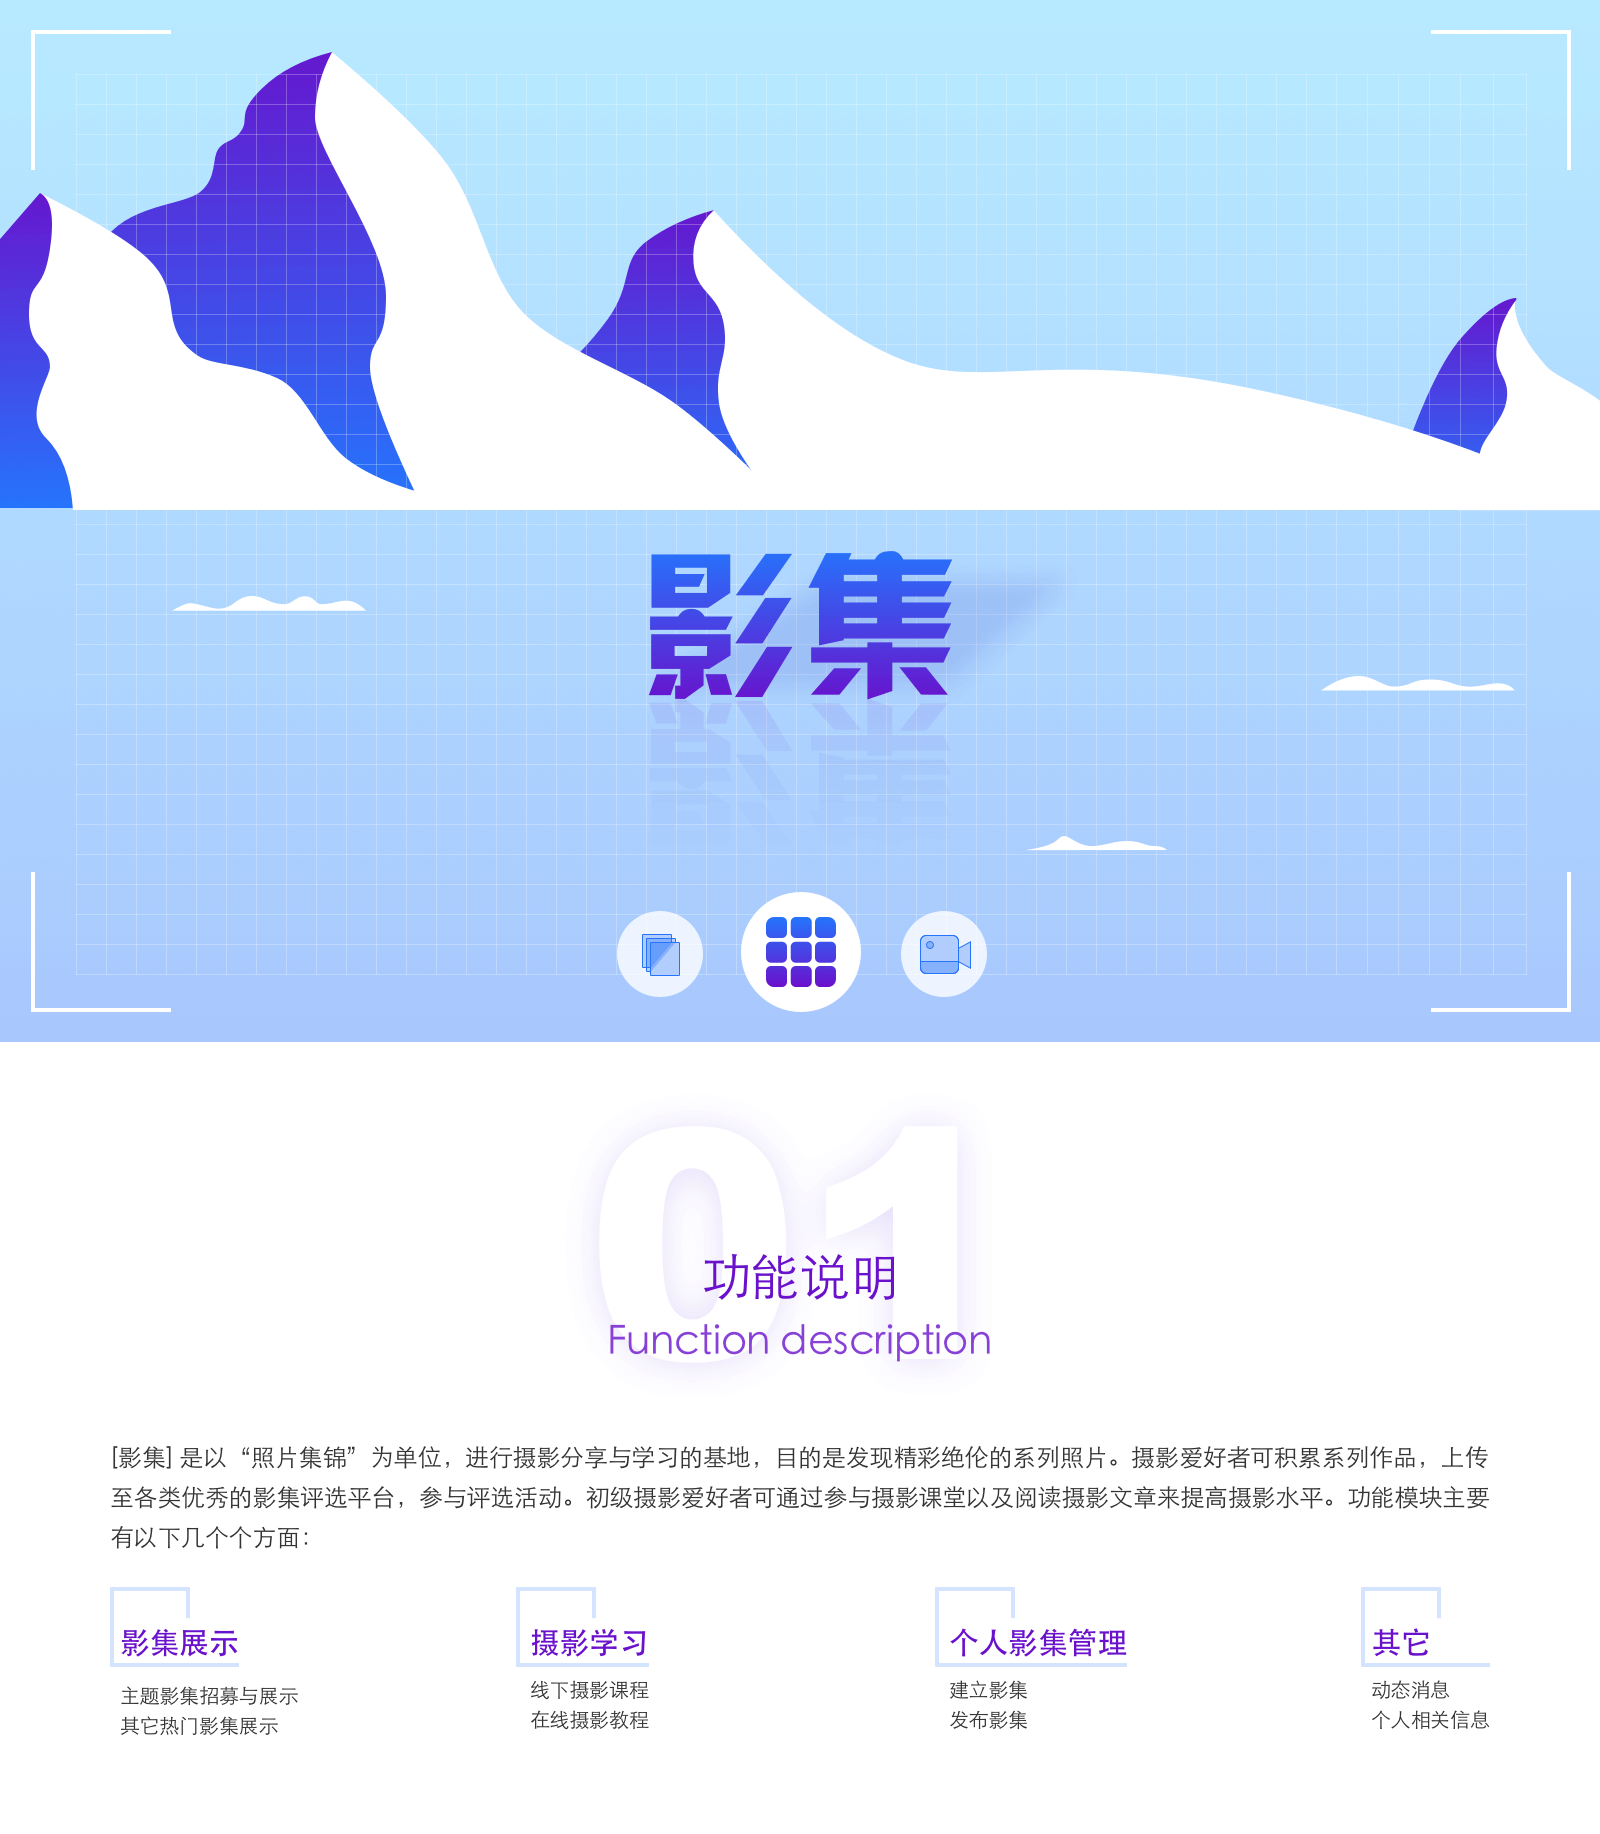 影集
01
功能说明
Function description
[影集] 是以“照片集锦”为单位，进行摄影分享与学习的基地，目的是发现精彩绝伦的系列照片。摄影爱好者可积累系列作品，上传
至各类优秀的影集评选平台，参与评选活动。初级摄影爱好者可通过参与摄影课堂以及阅读摄影文章来提高摄影水平。功能模块主要
有以下几个个方面：
影集展示
主题影集招募与展示
其它热门影集展示
摄影学习
线下摄影课程
在线摄影教程
个人影集管理
建立影集
发布影集
其它
动态消息
个人相关信息